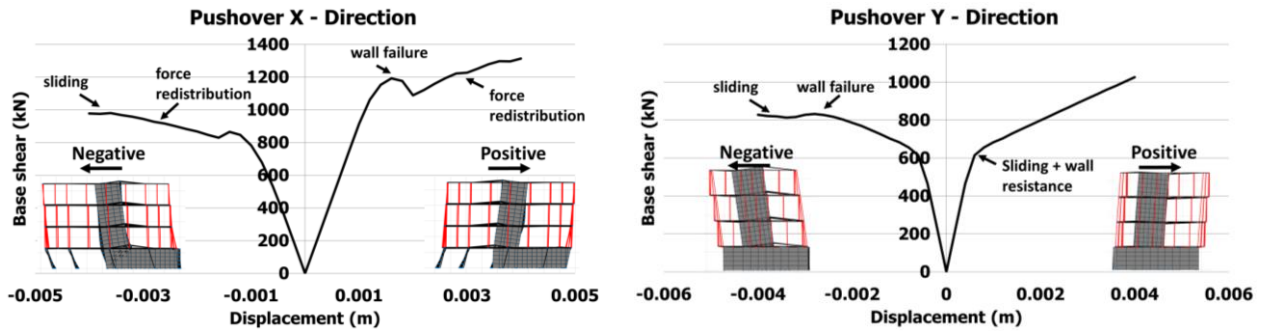 Pushover X - Direction
1400
1200
1000
800
600
400
200
0
Base shear (kN)
sliding
force
redistribution
wall failure
force
redistribution
Negative
Positive
-0.005
-0.003
-0.001
0.001
0.003
0.005
Displacement (m)
Pushover Y - Direction
1200
1000
800
600
400
200
0
Base shear (kN)
sliding
wall failure
Negative
Positive
Sliding + wall
resistance
-0.006
-0.004
-0.002
0
0.002
0.004
0.006
Displacement (m)